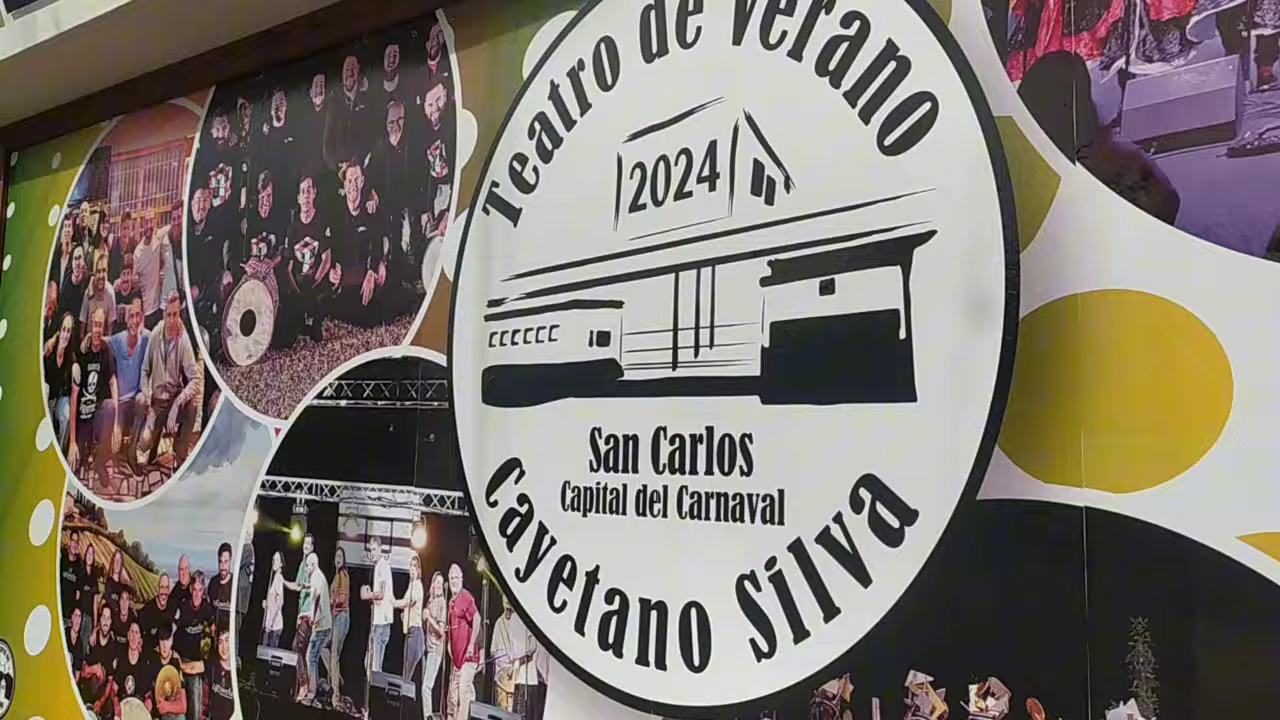 Teatro de Verano
2024
San Carlos
Capital del Carnaval
Cayetano Silva